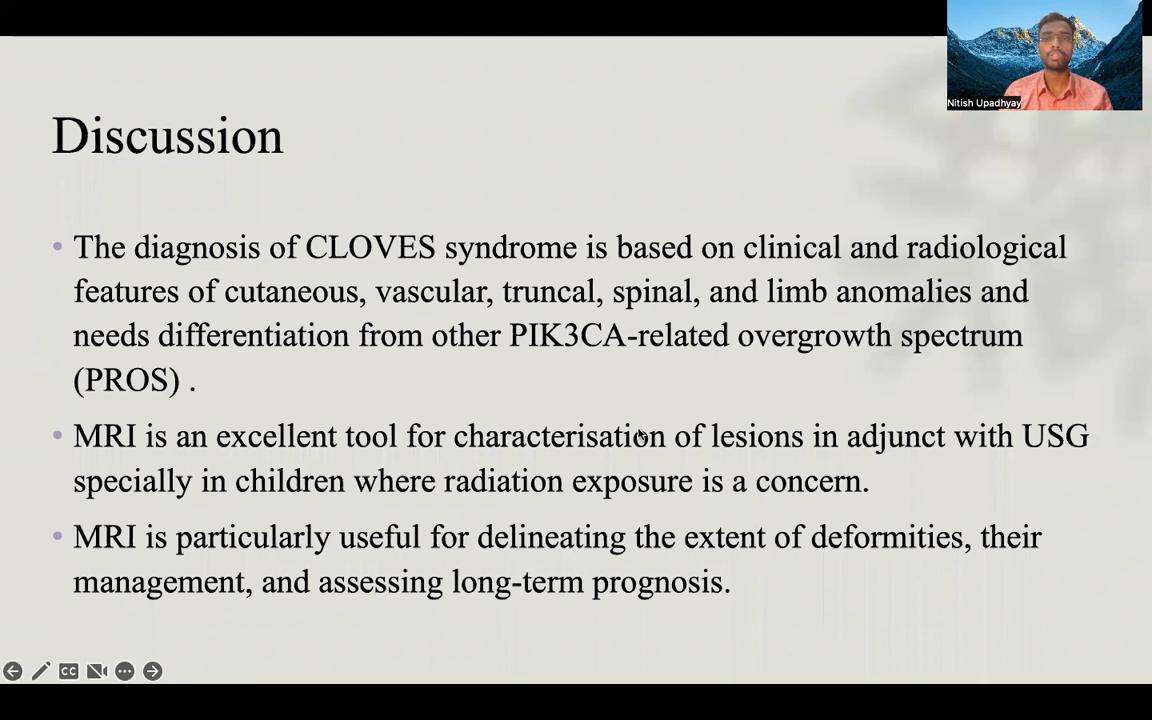 Nitish Upadhyay
Discussion
• The diagnosis of CLOVES syndrome is based on clinical and radiological
features of cutaneous, vascular, truncal, spinal, and limb anomalies and
needs differentiation from other PIK3CA-related overgrowth spectrum
(PROS) .
• MRI is an excellent tool for characterisation of lesions in adjunct with USG
specially in children where radiation exposure is a concern.
• MRI is particularly useful for delineating the extent of deformities, their
management, and assessing long-term prognosis.
CC